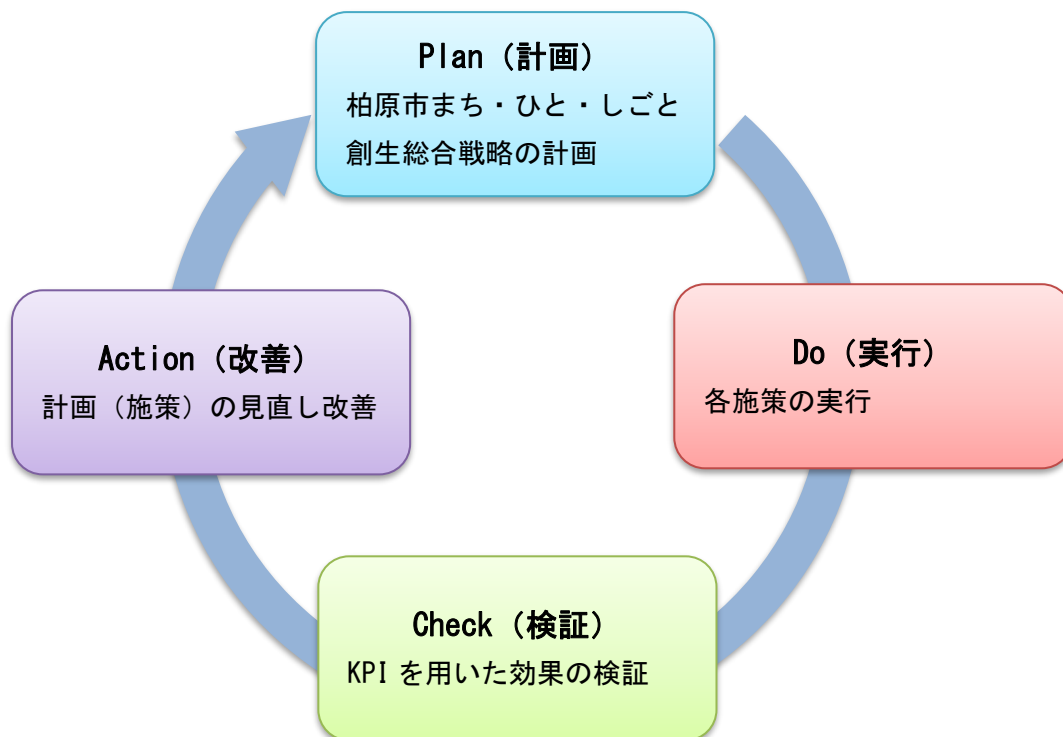 Plan（計画）
柏原市まち・ひと・しごと
創生総合戦略の計画
Do（実行）
各施策の実行
Check（検証）
KPI を用いた効果の検証
Action（改善）
計画（施策）の見直し改善